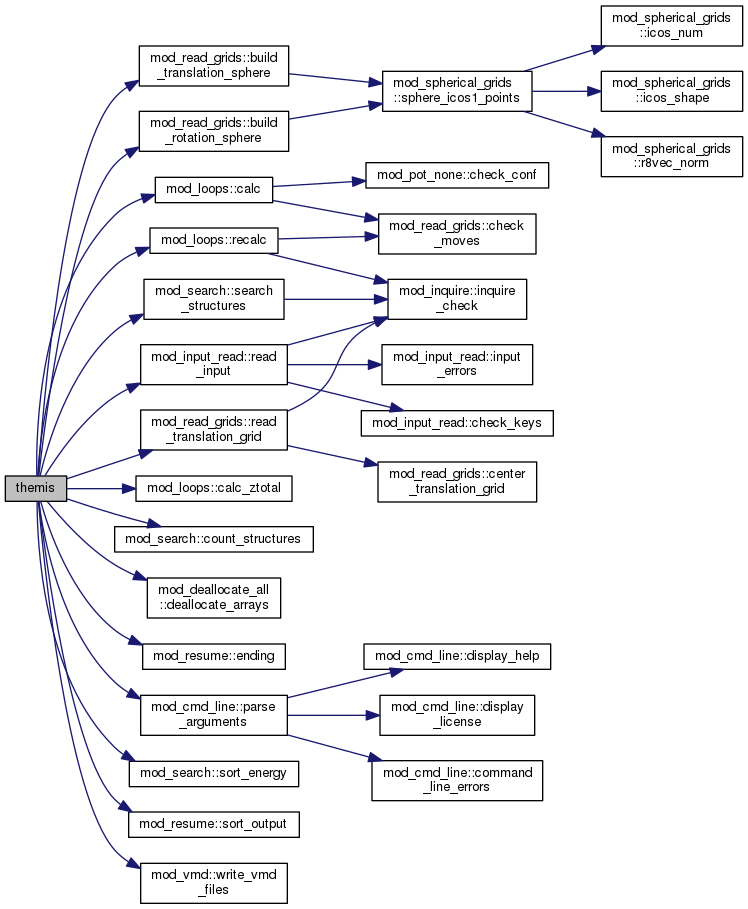 themis
mod_read_grids::build
_translation_sphere
mod_read_grids::build
_rotation_sphere
mod_loops::calc
mod_loops::recalc
mod_search::search
_structures
mod_input_read::read
_input
mod_read_grids::read
_translation_grid
mod_loops::calc_ztotal
mod_search::count_structures
mod_deallocate_all
::deallocate_arrays
mod_resume::ending
mod_cmd_line::parse
_arguments
mod_search::sort_energy
mod_resume::sort_output
mod_vmd::write_vmd
_files
mod_spherical_grids
::sphere_icos1_points
mod_pot_none::check_conf
mod_read_grids::check
_moves
mod_inquire::inquire
_check
mod_input_read::input
_errors
mod_input_read::check_keys
mod_read_grids::center
_translation_grid
mod_cmd_line::display_help
mod_cmd_line::display
_license
mod_cmd_line::command
_line_errors
mod_spherical_grids
::icos_num
mod_spherical_grids
::icos_shape
mod_spherical_grids
::r8vec_norm